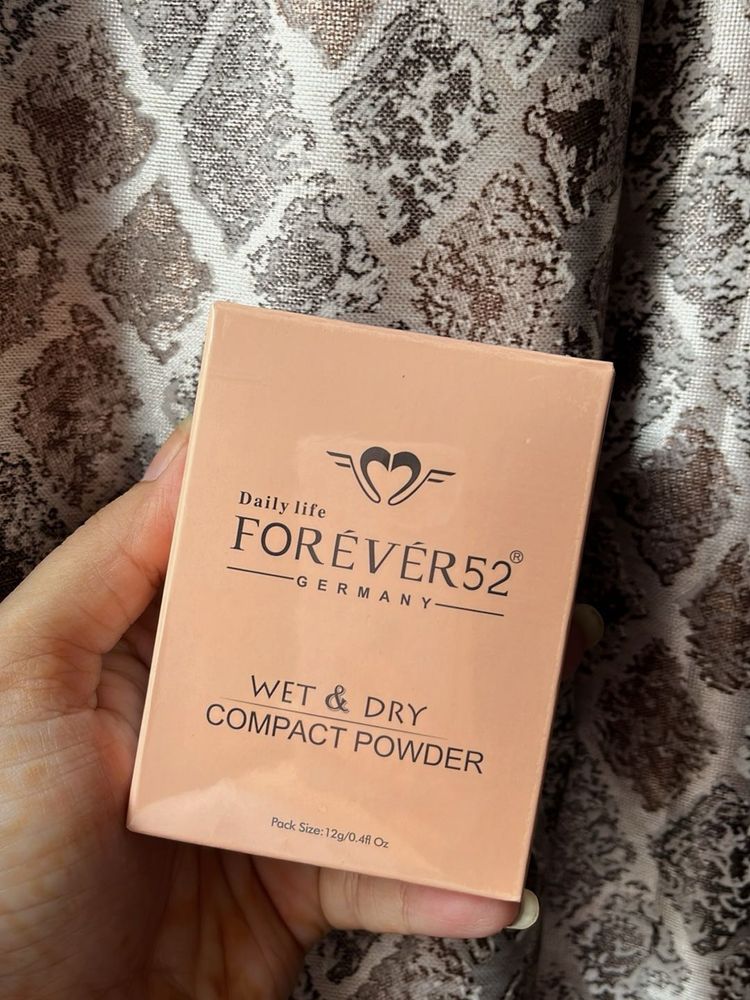 Daily life
FORÉVÉR52®
GERMANY
WET & DRY
COMPACT POWDER
Pack Size:12g/0.4fl Oz